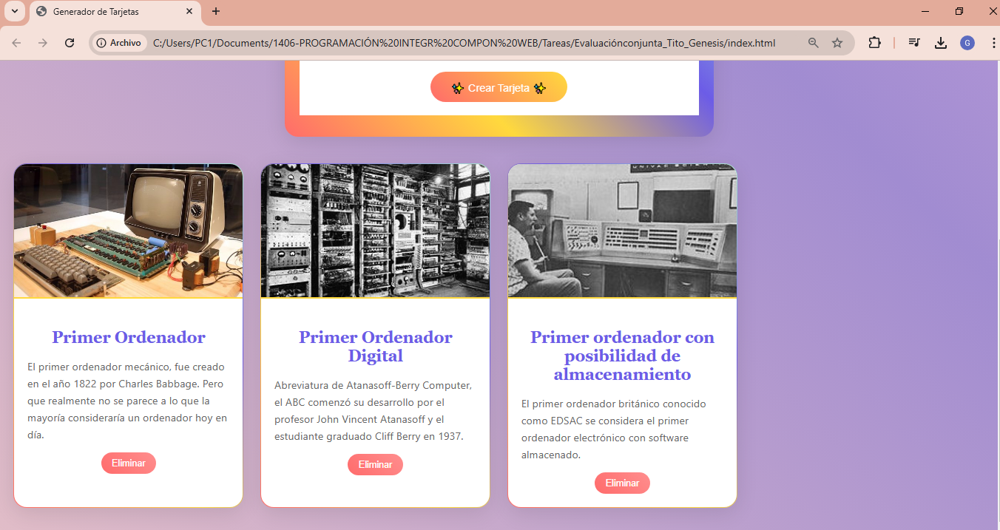 Generador de Tarjetas
Archivo
C:/Users/PC1/Documents/1406-PROGRAMACIÓN%20INTEGR%20COMPON%20WEB/Tareas/Evaluaciónconjunta_Tito_Genesis/index.html
G
✨ Crear Tarjeta ✨
Primer Ordenador
El primer ordenador mecánico, fue creado
en el año 1822 por Charles Babbage. Pero
que realmente no se parece a lo que la
mayoría consideraría un ordenador hoy en
día.
Eliminar
Primer Ordenador
Digital
Abreviatura de Atanasoff-Berry Computer,
el ABC comenzó su desarrollo por el
profesor John Vincent Atanasoff y el
estudiante graduado Cliff Berry en 1937.
Eliminar
Primer ordenador con
posibilidad de
almacenamiento
El primer ordenador británico conocido
como EDSAC se considera el primer
ordenador electrónico con software
almacenado.
Eliminar